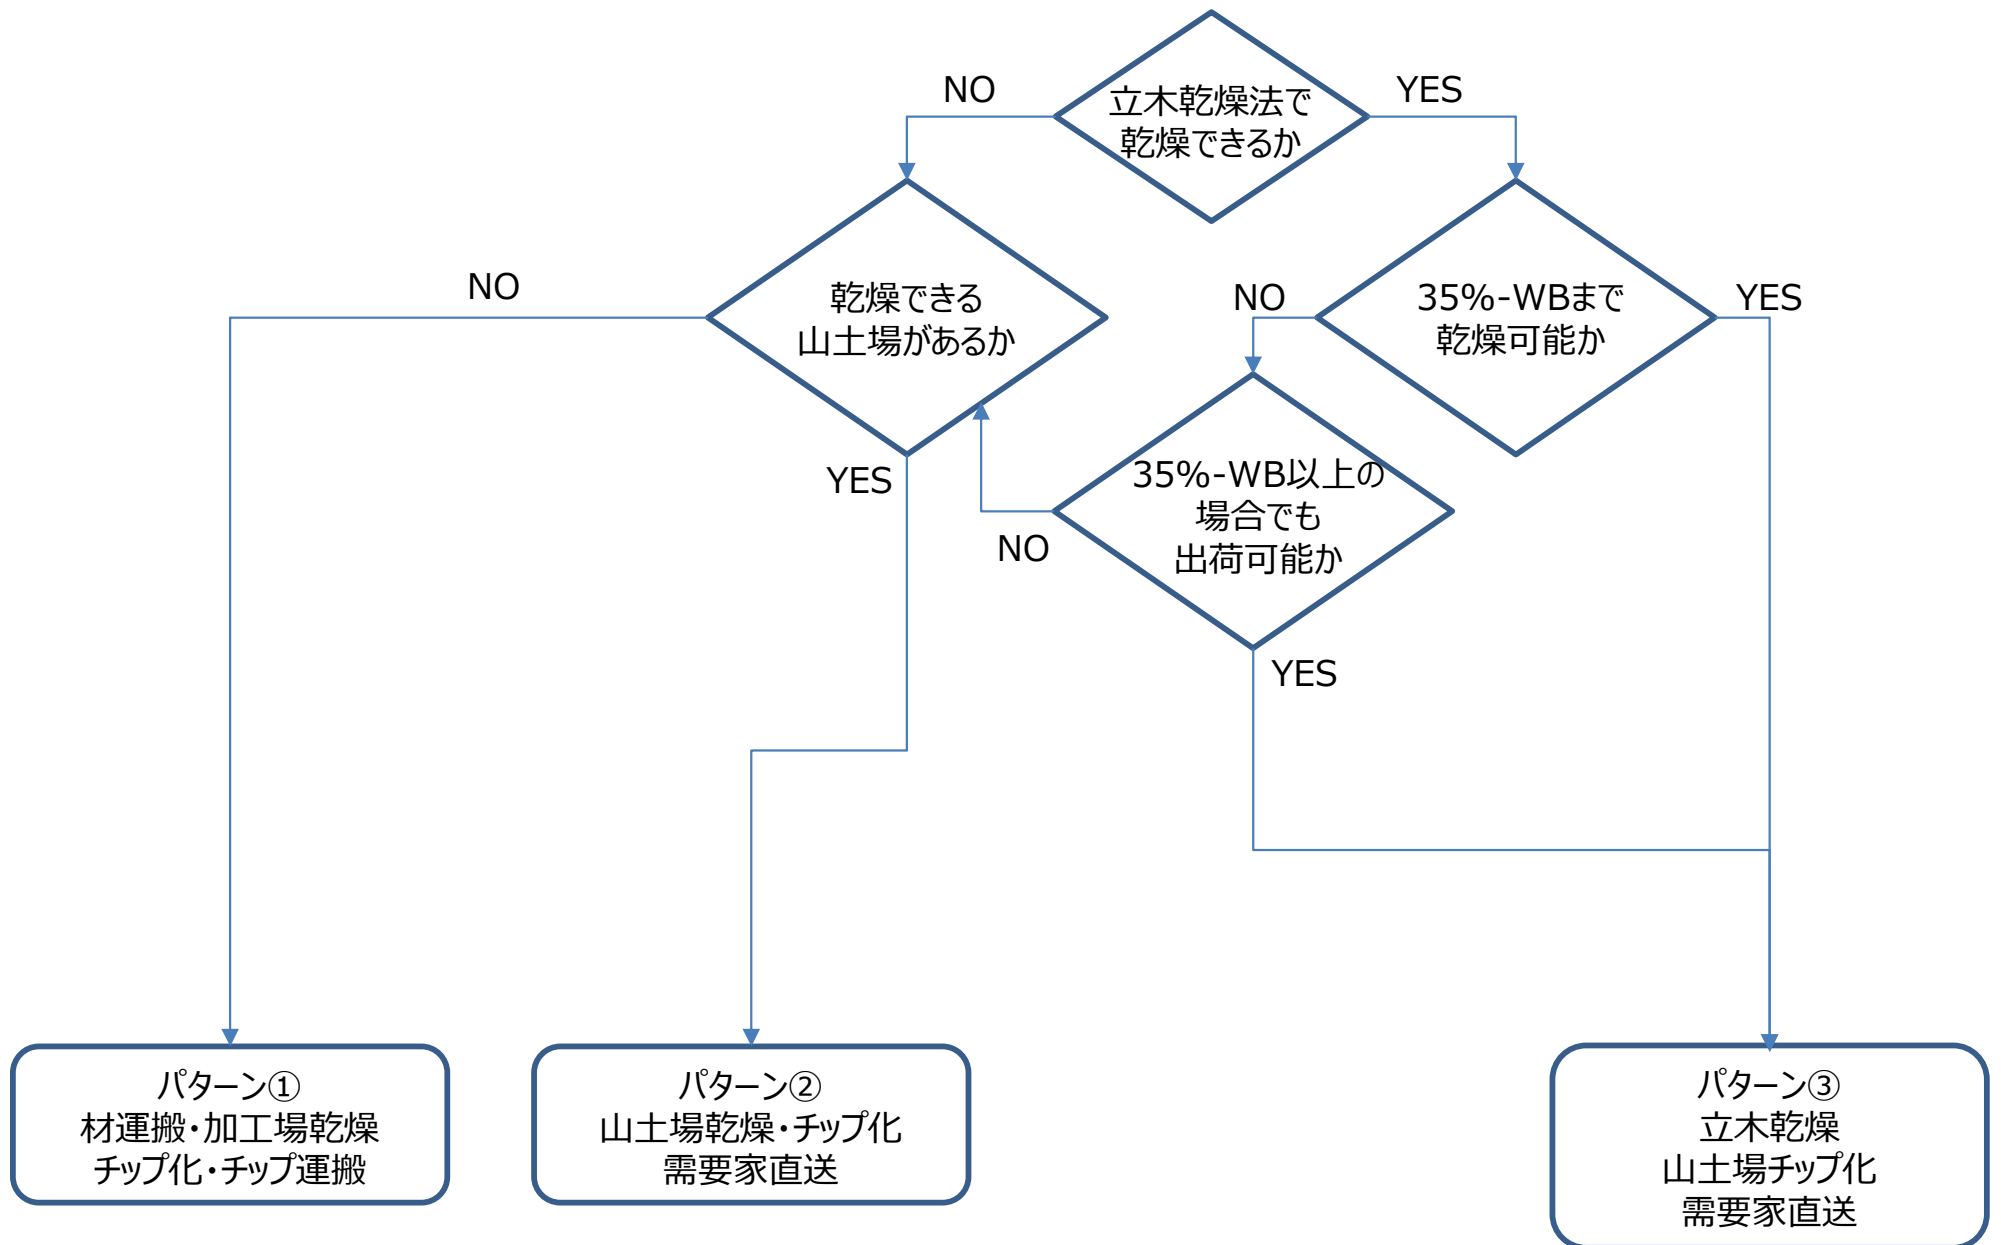 NO
立木乾燥法で
乾燥できるか
YES
NO
乾燥できる
山土場があるか
NO
35%-WBまで
乾燥可能か
YES
YES
35%-WB以上の
場合でも
出荷可能か
NO
YES
パターン①
材運搬・加工場乾燥
チップ化・チップ運搬
パターン②
山土場乾燥・チップ化
需要家直送
パターン③
立木乾燥
山土場チップ化
需要家直送